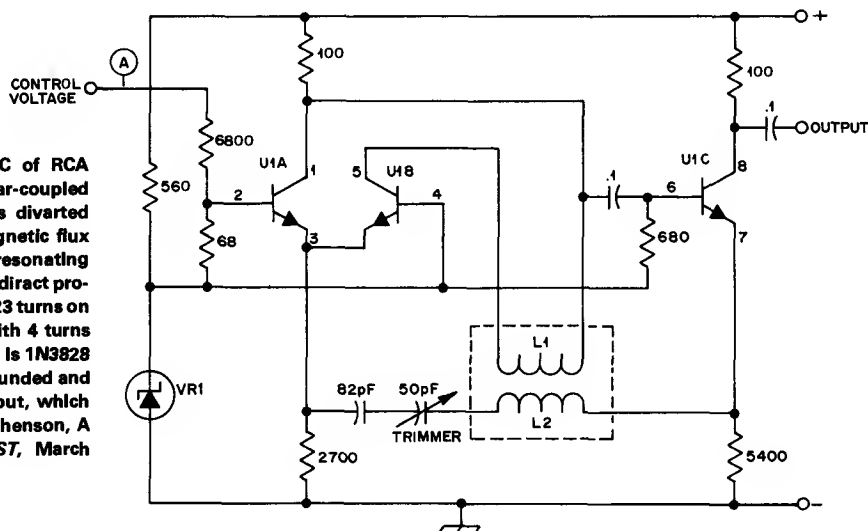 100
+
100
A
CONTROL
VOLTAGE
.1
OUTPUT
6800
U1A
1
5
U1B
U1C
8
C of RCA
ar-coupled
s divarted
gnetic flux
resonating
diract pro-
23 turns on
ith 4 turns
Is 1N3828
unded and
out, which
henson, A
ST, March
560
2
4
.1
6
68
3
680
7
L1
VR1
82pF
50pF
L2
TRIMMER
2700
5400
–